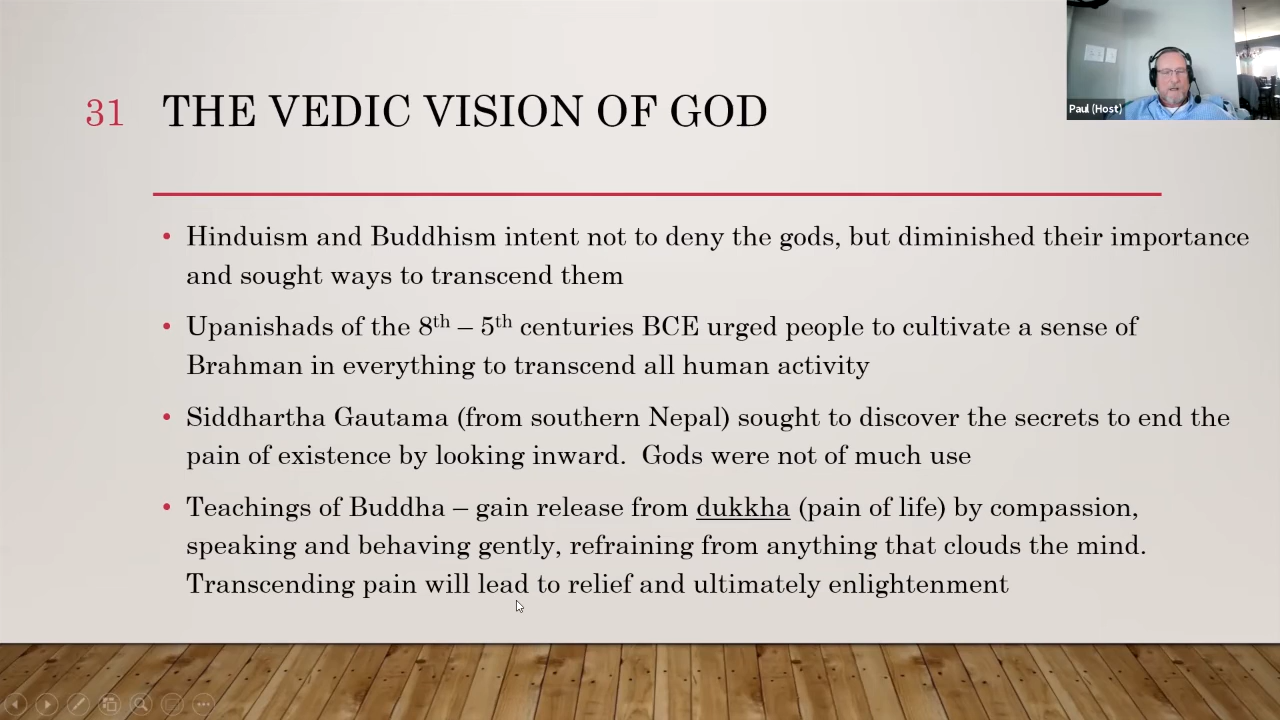 31 THE VEDIC VISION OF GOD
Paul (Host)
• Hinduism and Buddhism intent not to deny the gods, but diminished their importance
and sought ways to transcend them
• Upanishads of the 8th – 5th centuries BCE urged people to cultivate a sense of
Brahman in everything to transcend all human activity
• Siddhartha Gautama (from southern Nepal) sought to discover the secrets to end the
pain of existence by looking inward.  Gods were not of much use
• Teachings of Buddha – gain release from dukkha (pain of life) by compassion,
speaking and behaving gently, refraining from anything that clouds the mind.
Transcending pain will lead to relief and ultimately enlightenment